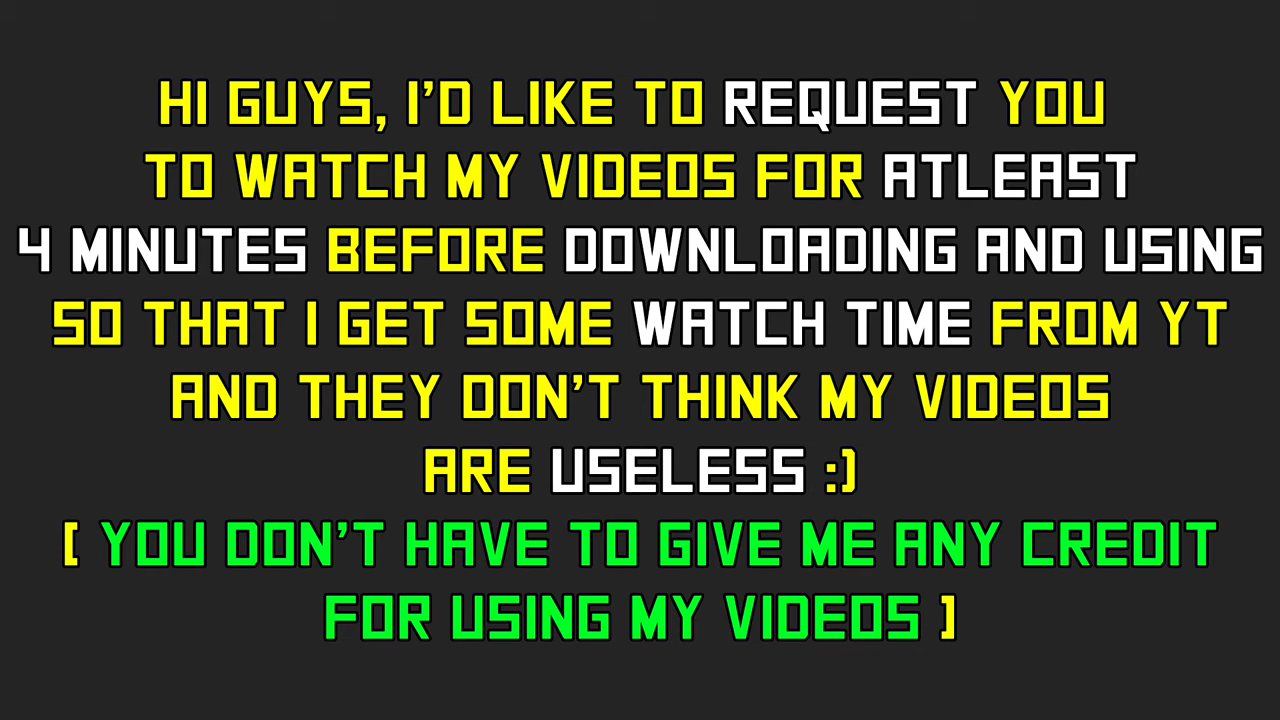 HI GUYS, I'D LIKE TO REQUEST YOU
TO WATCH MY VIDEOS FOR ATLEAST
4 MINUTES BEFORE DOWNLOADING AND USING
SO THAT I GET SOME WATCH TIME FROM YT
AND THEY DON'T THINK MY VIDEOS
ARE USELESS :)
[ YOU DON'T HAVE TO GIVE ME ANY CREDIT
FOR USING MY VIDEOS ]